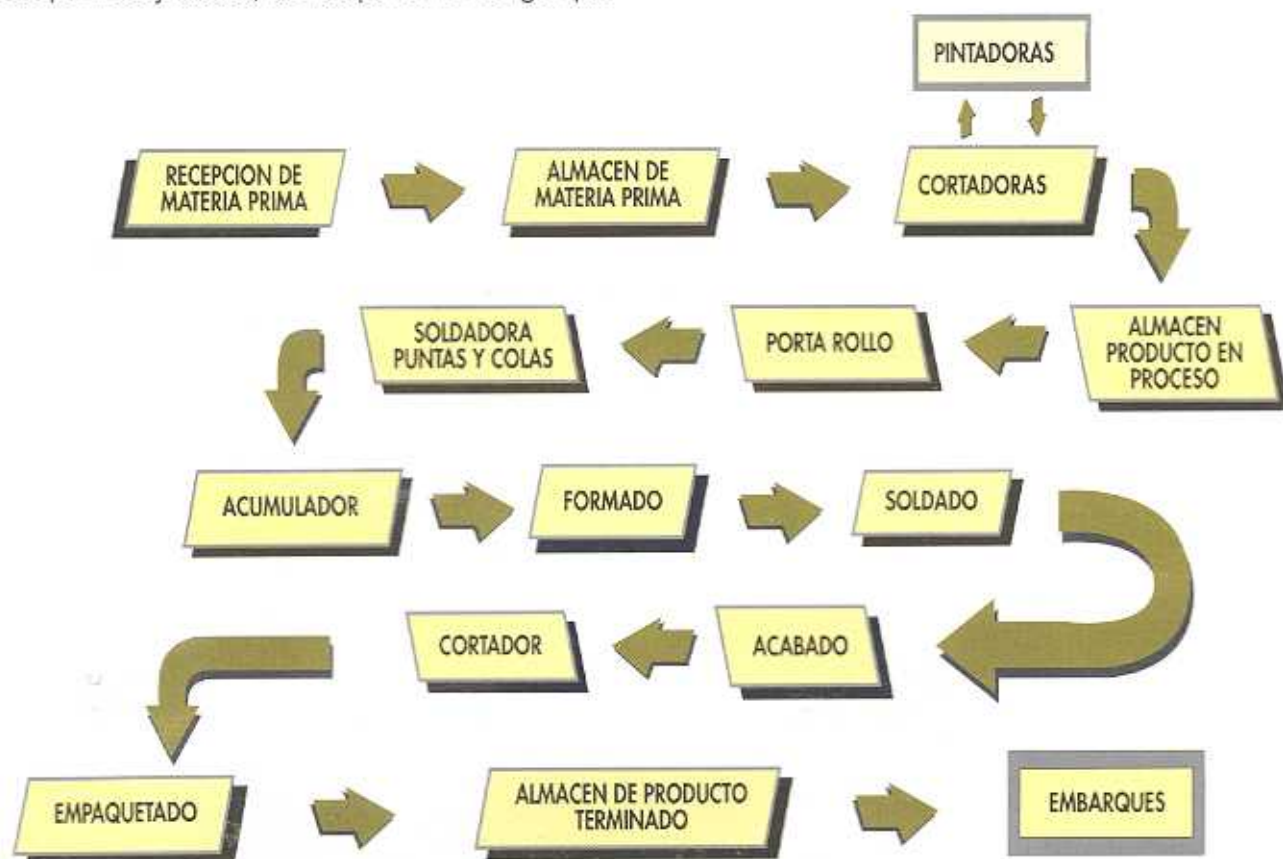 PINTADORAS
RECEPCION DE
MATERIA PRIMA
ALMACEN DE
MATERIA PRIMA
CORTADORAS
ALMACEN
PRODUCTO EN
PROCESO
PORTA ROLLO
SOLDADORA
PUNTAS Y COLAS
ACUMULADOR
FORMADO
SOLDADO
ACABADO
CORTADOR
EMPAQUETADO
ALMACEN DE PRODUCTO
TERMINADO
EMBARQUES